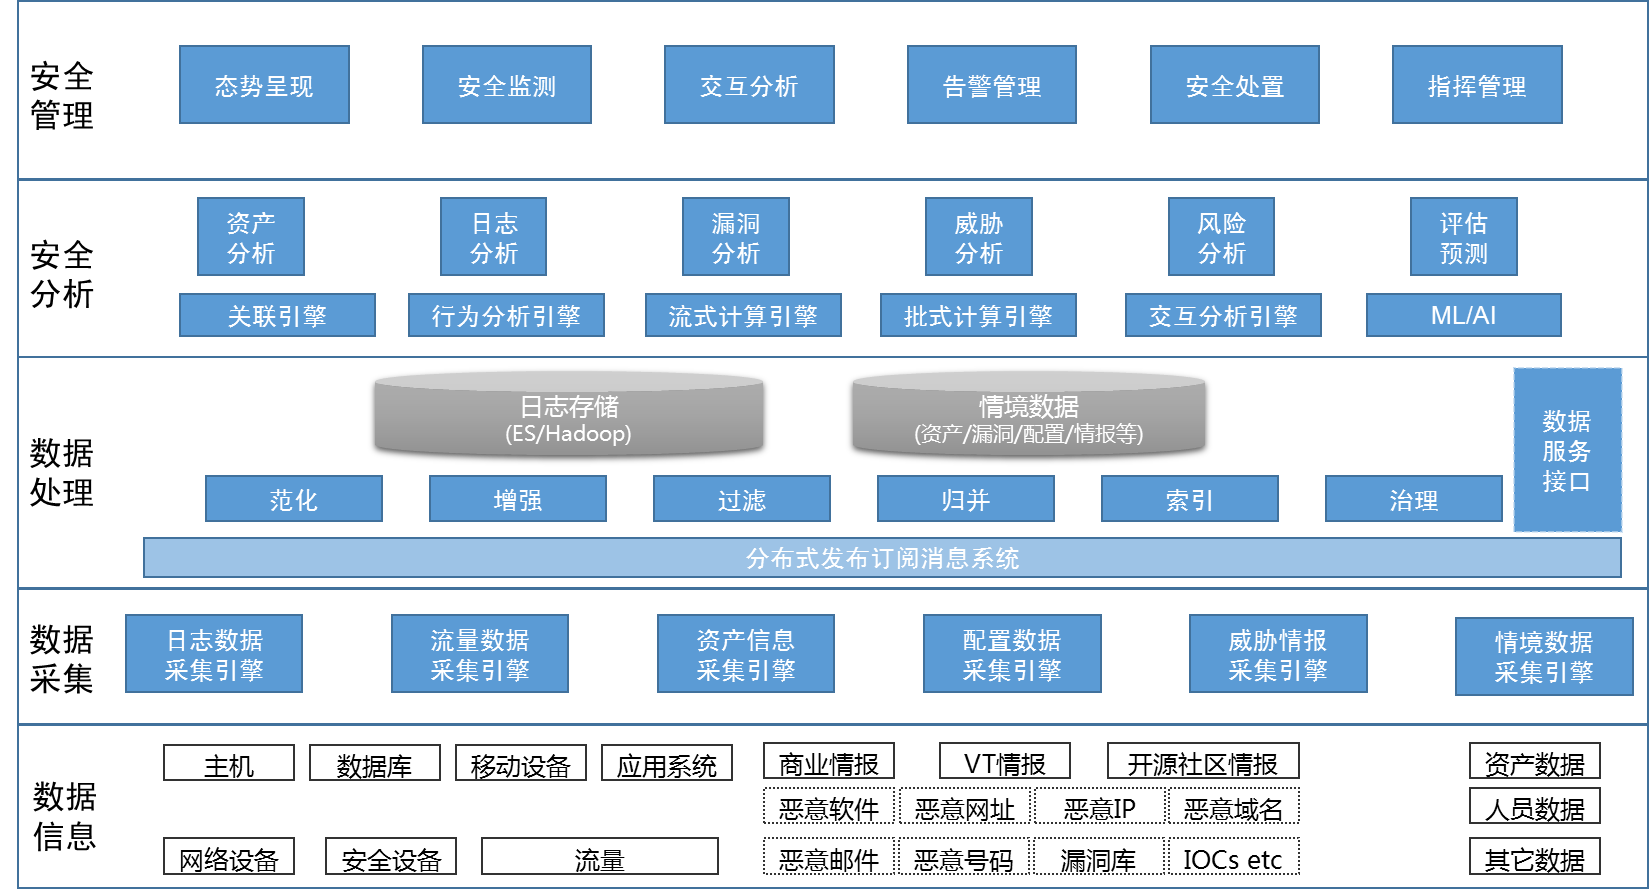 安全
管理
态势呈现
安全监测
交互分析
告警管理
安全处置
指挥管理
安全
分析
资产
分析
日志
分析
漏洞
分析
威胁
分析
风险
分析
评估
预测
关联引擎
行为分析引擎
流式计算引擎
批式计算引擎
交互分析引擎
ML/AI
数据
处理
日志存储
(ES/Hadoop)
情境数据
(资产/漏洞/配置/情报等)
数据
服务
接口
范化
增强
过滤
归并
索引
治理
分布式发布订阅消息系统
数据
采集
日志数据
采集引擎
流量数据
采集引擎
资产信息
采集引擎
配置数据
采集引擎
威胁情报
采集引擎
情境数据
采集引擎
数据
信息
主机
数据库
移动设备
应用系统
商业情报
VT情报
开源社区情报
资产数据
恶意软件
恶意网址
恶意IP
恶意域名
人员数据
网络设备
安全设备
流量
恶意邮件
恶意号码
漏洞库
IOCs etc
其它数据